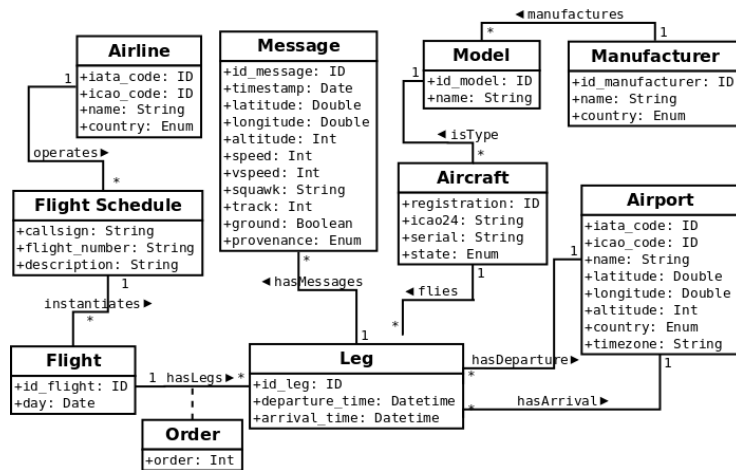 ◄manufactures
* 1
Airline
+iata_code: ID
+icao_code: ID
+name: String
+country: Enum
1
operates►
*
Message
+id_message: ID
+timestamp: Date
+latitude: Double
+longitude: Double
+altitude: Int
+speed: Int
+vspeed: Int
+squawk: String
+track: Int
+ground: Boolean
+provenance: Enum
*
◄hasMessages
1
Model
+id_model: ID
+name: String
1
◄isType
*
Manufacturer
+id_manufacturer: ID
+name: String
+country: Enum
Flight Schedule
+callsign: String
+flight_number: String
+description: String
1
instantiates►
*
Aircraft
+registration: ID
+icao24: String
+serial: String
+state: Enum
1
◄flies
*
Airport
+iata_code: ID
+icao_code: ID
+name: String
+latitude: Double
+longitude: Double
+altitude: Int
+country: Enum
+timezone: String
1
1
Flight
+id_flight: ID
+day: Date
1 hasLegs► *
Leg
+id_leg: ID
+departure_time: Datetime
+arrival_time: Datetime
hasDeparture►
*
hasArrival►
*
Order
+order: Int